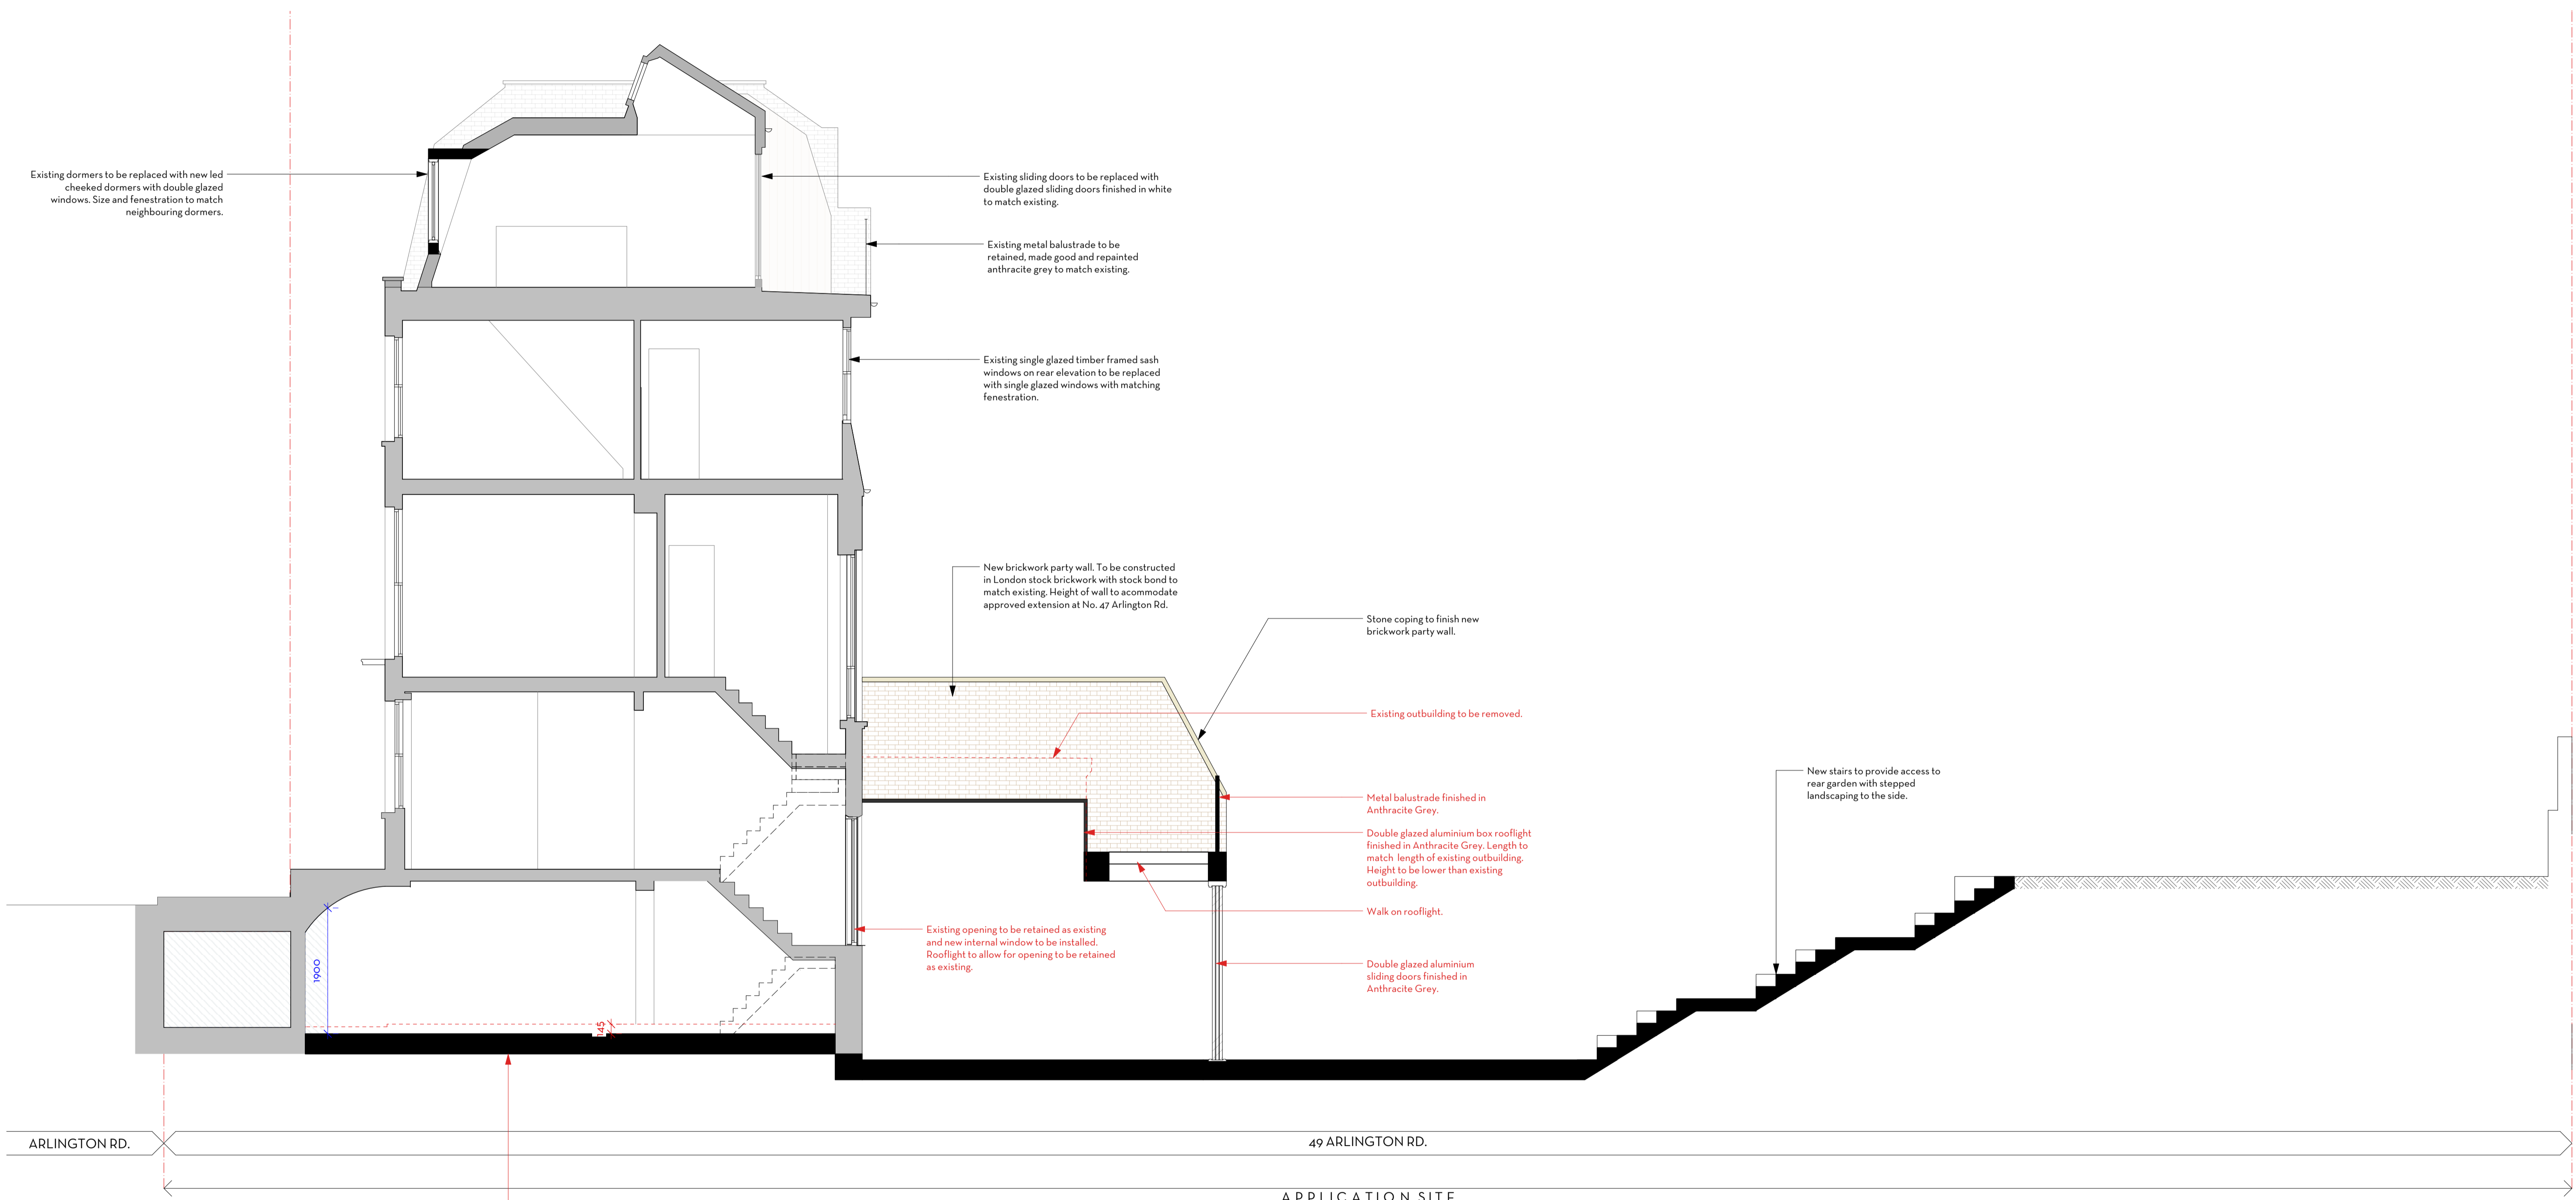 Existing dormers to be replaced with new led
cheeked dormers with double glazed
windows. Size and fenestration to match
neighbouring dormers.
Existing sliding doors to be replaced with
double glazed sliding doors finished in white
to match existing.
Existing metal balustrade to be
retained, made good and repainted
anthracite grey to match existing.
Existing single glazed timber framed sash
windows on rear elevation to be replaced
with single glazed windows with matching
fenestration.
New brickwork party wall. To be constructed
in London stock brickwork with stock bond to
match existing. Height of wall to acommodate
approved extension at No. 47 Arlington Rd.
Stone coping to finish new
brickwork party wall.
Existing outbuilding to be removed.
New stairs to provide access to
rear garden with stepped
landscaping to the side.
Metal balustrade finished in
Anthracite Grey.
Double glazed aluminium box rooflight
finished in Anthracite Grey. Length to
match length of existing outbuilding.
Height to be lower than existing
outbuilding.
Walk on rooflight.
Existing opening to be retained as existing
and new internal window to be installed.
Rooflight to allow for opening to be retained
as existing.
Double glazed aluminium
sliding doors finished in
Anthracite Grey.
1900
145
ARLINGTON RD.
49 ARLINGTON RD.
APPLICATION SITE